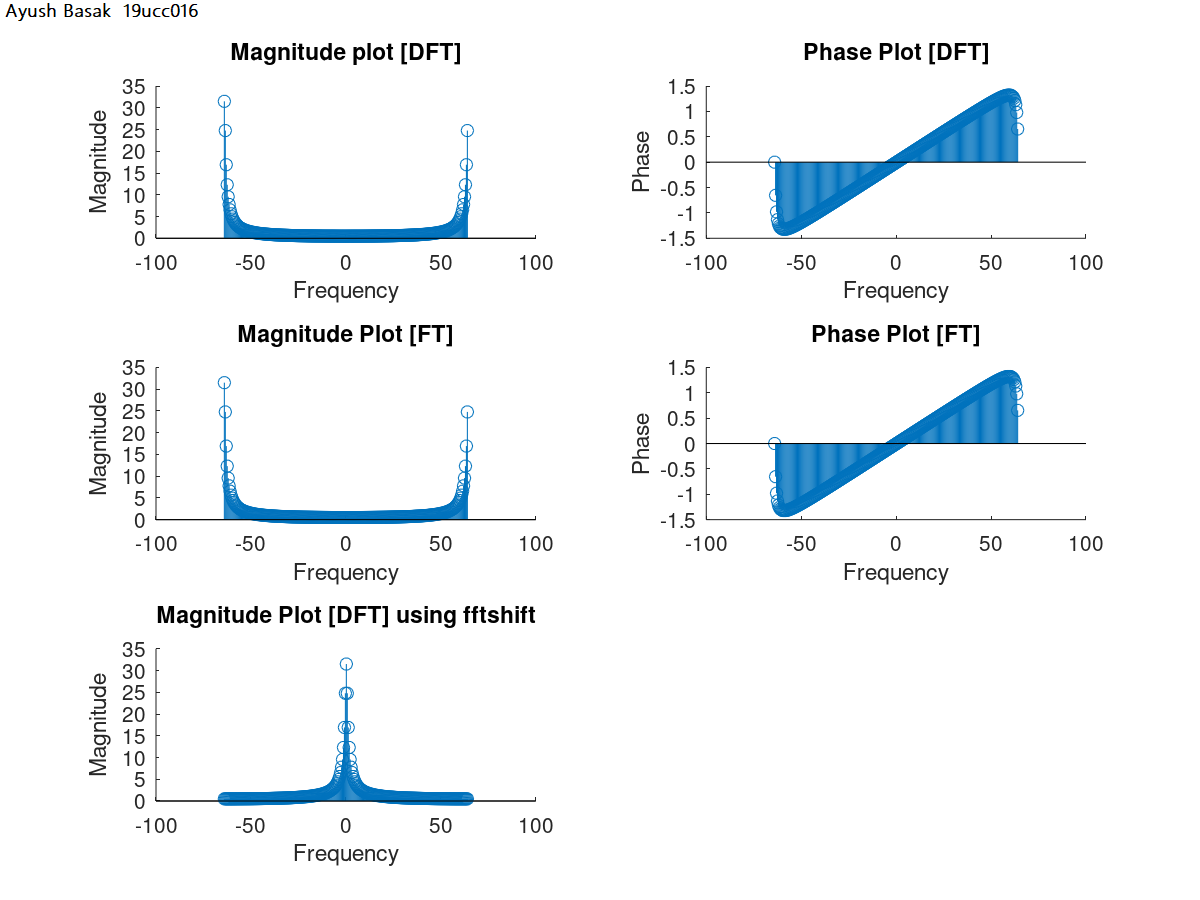 Ayush Basak  19ucc016
Magnitude plot [DFT]
35
30
25
20
15
10
5
0
Magnitude
-100 -50 0 50 100
Frequency
Phase Plot [DFT]
1.5
1
0.5
0
-0.5
-1
-1.5
Phase
-100 -50 0 50 100
Frequency
Magnitude Plot [FT]
35
30
25
20
15
10
5
0
Magnitude
-100 -50 0 50 100
Frequency
Phase Plot [FT]
1.5
1
0.5
0
-0.5
-1
-1.5
Phase
-100 -50 0 50 100
Frequency
Magnitude Plot [DFT] using fftshift
35
30
25
20
15
10
5
0
Magnitude
-100 -50 0 50 100
Frequency